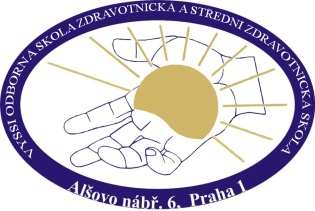 VYSSI ODBORNA SKOLA ZDRAVOTNICKA A STREDNI ZDRAVOTNICKA SKOLA
Alšovo nábř. 6. Praha 1